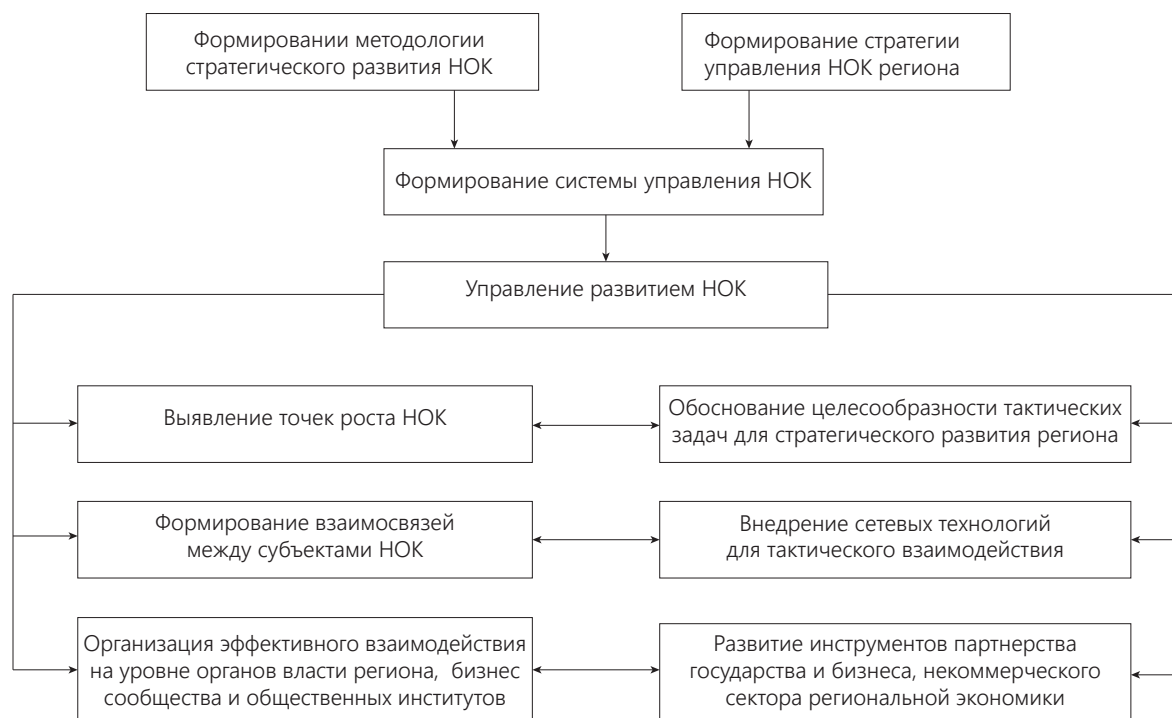 Формировании методологии
стратегического развития НОК
Формирование стратегии
управления НОК региона
Формирование системы управления НОК
Управление развитием НОК
Выявление точек роста НОК
Обоснование целесообразности тактических
задач для стратегического развития региона
Формирование взаимосвязей
между субъектами НОК
Внедрение сетевых технологий
для тактического взаимодействия
Организация эффективного взаимодействия
на уровне органов власти региона, бизнес
сообщества и общественных институтов
Развитие инструментов партнерства
государства и бизнеса, некоммерческого
сектора региональной экономики